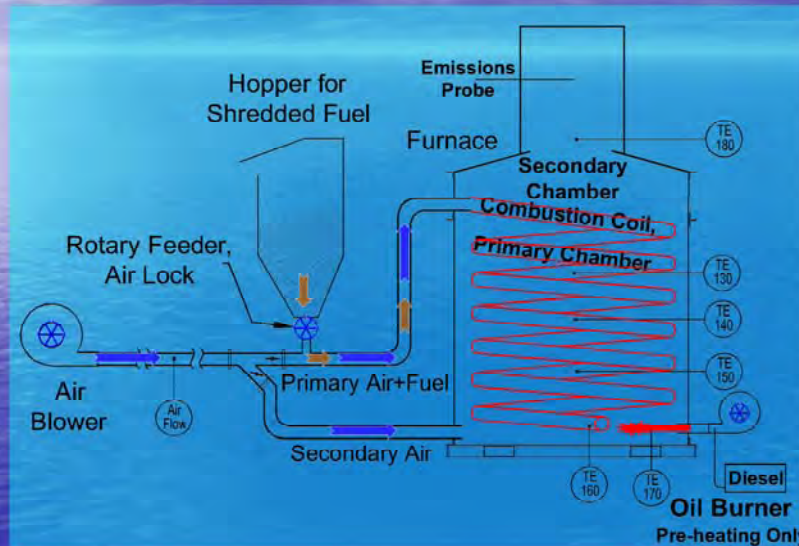 Emissions
Probe
Hopper for
Shredded Fuel
Furnace
TE
180
Secondary
Chamber
Combustion Coil,
Primary Chamber
Rotary Feeder,
Air Lock
TE
130
TE
140
TE
150
Air
Blower
Air
Flow
Primary Air+Fuel
Secondary Air
TE
160
TE
170
Diesel
Oil Burner
Pre-heating Only